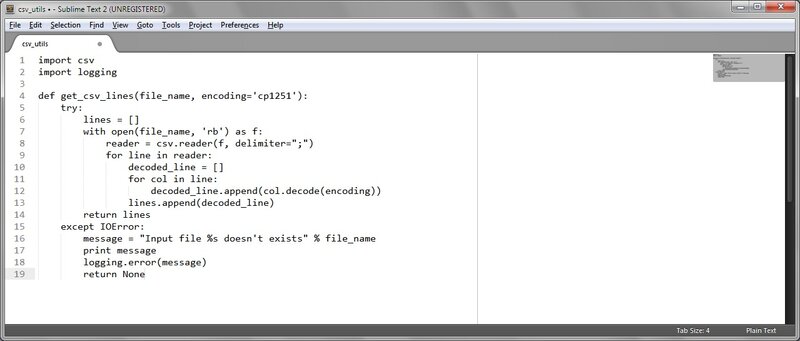 csv_utils • - Sublime Text 2 (UNREGISTERED)
File Edit Selection Find View Goto Tools Project Preferences Help
csv_utils
1 import csv
2 import logging
3
4 def get_csv_lines(file_name, encoding='cp1251'):
5     try:
6         lines = []
7         with open(file_name, 'rb') as f:
8             reader = csv.reader(f, delimiter=";")
9             for line in reader:
10                 decoded_line = []
11                 for col in line:
12                     decoded_line.append(col.decode(encoding))
13                 lines.append(decoded_line)
14         return lines
15     except IOError:
16         message = "Input file %s doesn't exists" % file_name
17         print message
18         logging.error(message)
19         return None
Tab Size: 4 Plain Text